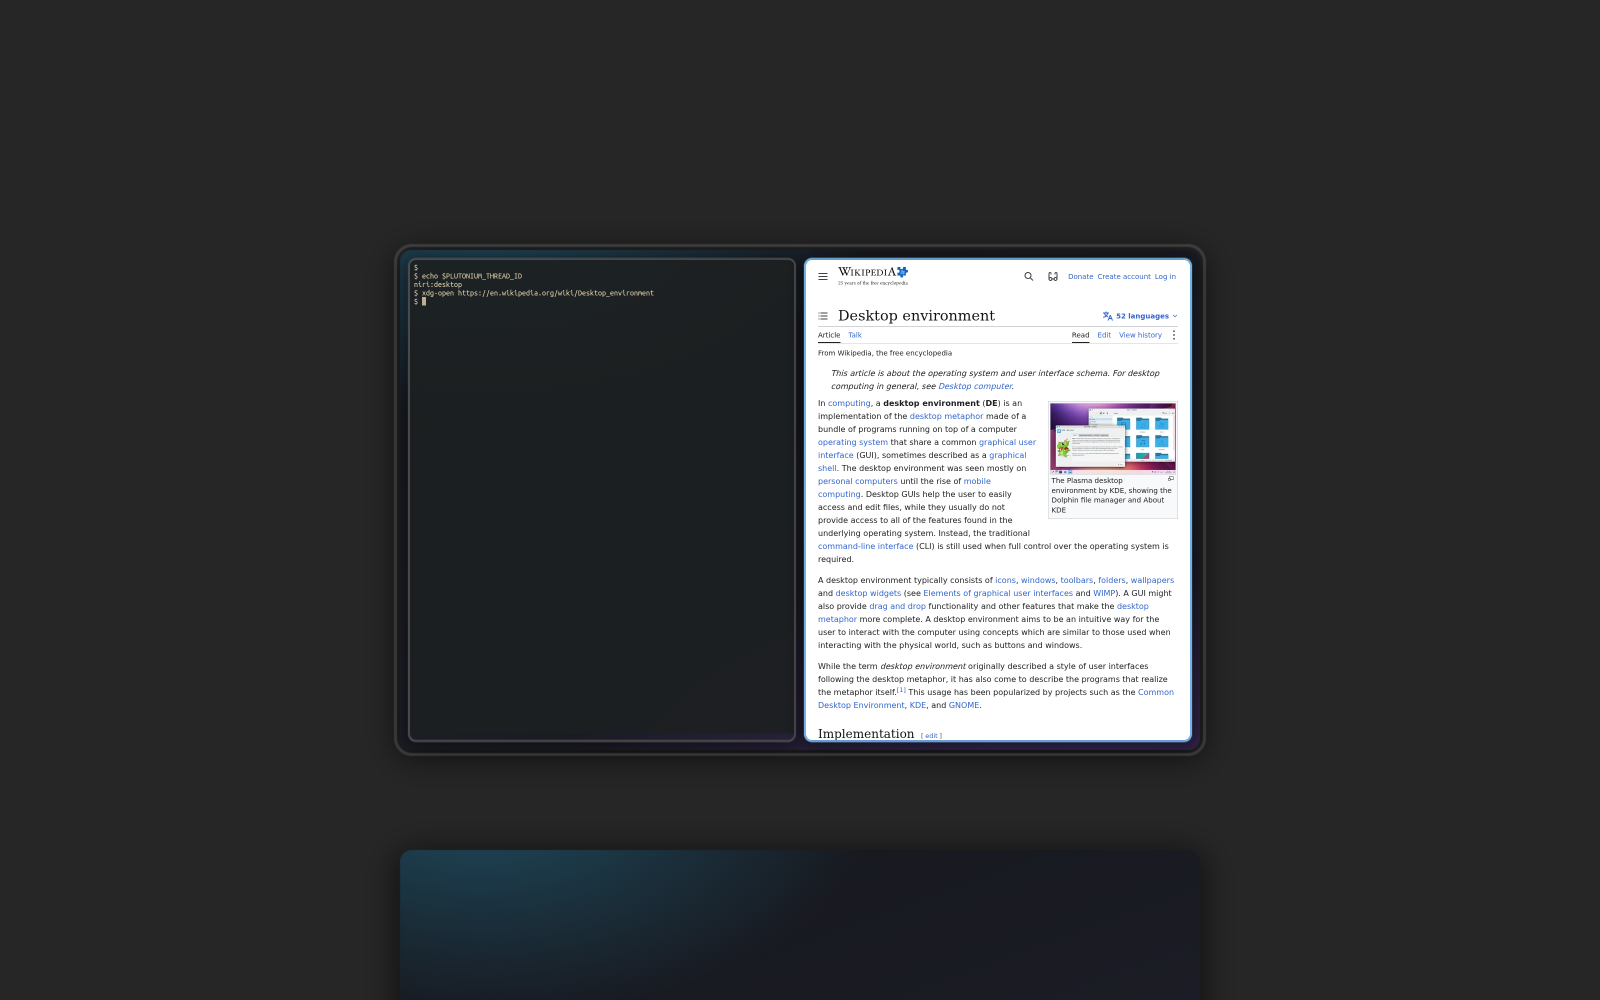 $
$ echo $PLUTONIUM_THREAD_ID
niri:desktop
$ xdg-open https://en.wikipedia.org/wiki/Desktop_environment
$
WIKIPEDIA
25 years of the free encyclopedia
Donate Create account Log in
Desktop environment
52 languages
Article Talk
Read Edit View history
From Wikipedia, the free encyclopedia
This article is about the operating system and user interface schema. For desktop
computing in general, see Desktop computer.
In computing, a desktop environment (DE) is an
implementation of the desktop metaphor made of a
bundle of programs running on top of a computer
operating system that share a common graphical user
interface (GUI), sometimes described as a graphical
shell. The desktop environment was seen mostly on
personal computers until the rise of mobile
computing. Desktop GUIs help the user to easily
access and edit files, while they usually do not
provide access to all of the features found in the
underlying operating system. Instead, the traditional
command-line interface (CLI) is still used when full control over the operating system is
required.
The Plasma desktop
environment by KDE, showing the
Dolphin file manager and About
KDE
A desktop environment typically consists of icons, windows, toolbars, folders, wallpapers
and desktop widgets (see Elements of graphical user interfaces and WIMP). A GUI might
also provide drag and drop functionality and other features that make the desktop
metaphor more complete. A desktop environment aims to be an intuitive way for the
user to interact with the computer using concepts which are similar to those used when
interacting with the physical world, such as buttons and windows.
While the term desktop environment originally described a style of user interfaces
following the desktop metaphor, it has also come to describe the programs that realize
the metaphor itself.[1] This usage has been popularized by projects such as the Common
Desktop Environment, KDE, and GNOME.
Implementation [ edit ]